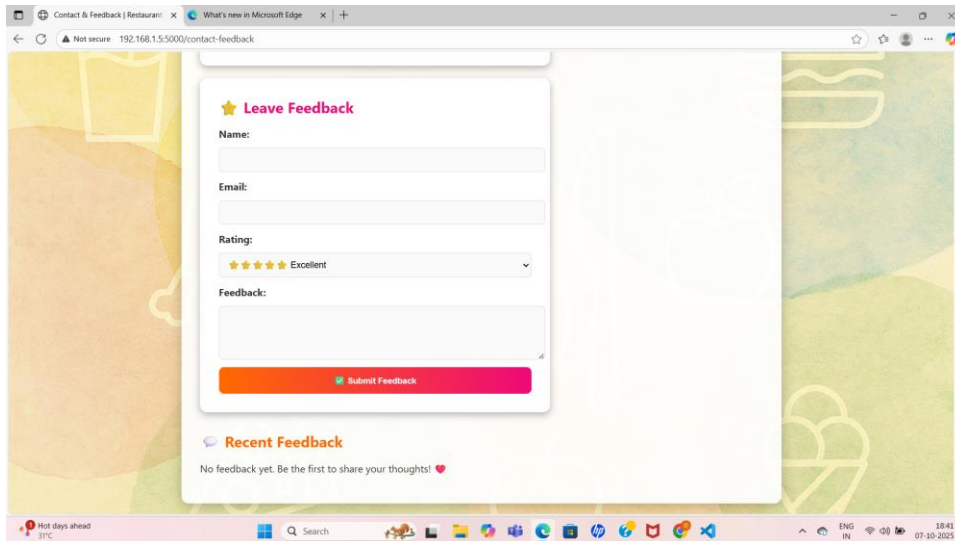 Contact & Feedback | Restaurant
What's new in Microsoft Edge
Not secure 192.168.1.5:5000/contact-feedback
Leave Feedback
Name:
Email:
Rating:
Excellent
Feedback:
Submit Feedback
Recent Feedback
No feedback yet. Be the first to share your thoughts!
1
Hot days ahead
31°C
Search
hp
ENG
IN
18:41
07-10-2025